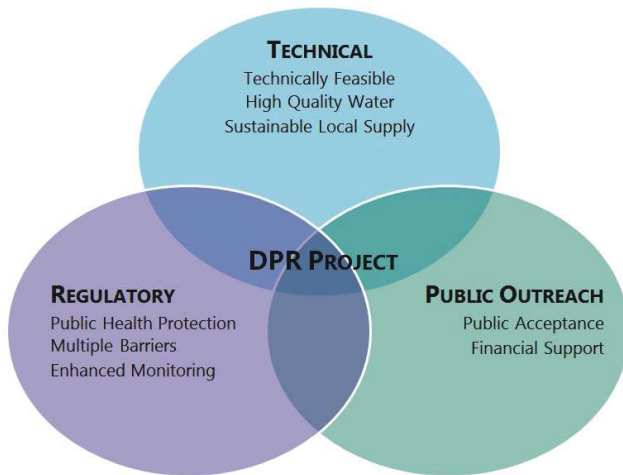 TECHNICAL
Technically Feasible
High Quality Water
Sustainable Local Supply
DPR PROJECT
REGULATORY
Public Health Protection
Multiple Barriers
Enhanced Monitoring
PUBLIC OUTREACH
Public Acceptance
Financial Support